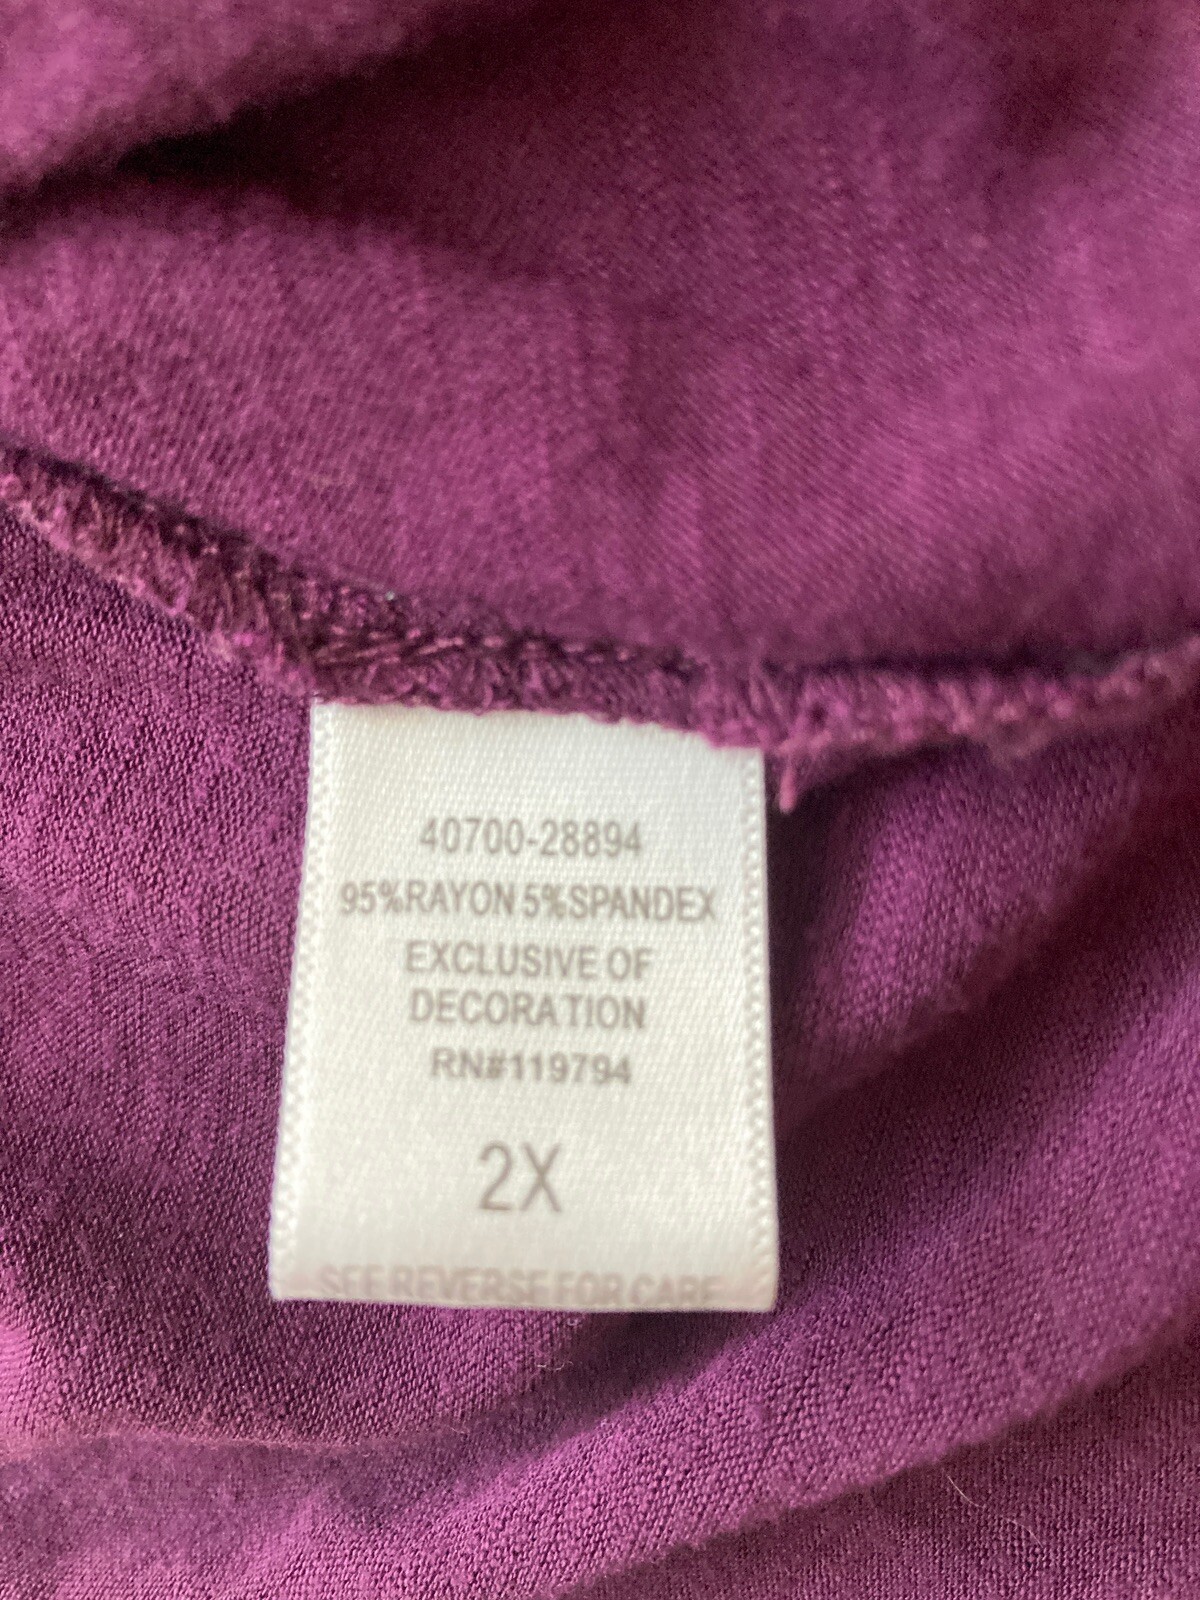 40700-28894
95%RAYON 5%SPANDEX
EXCLUSIVE OF
DECORATION
RN#119794
2X
SEE REVERSE FOR CARE